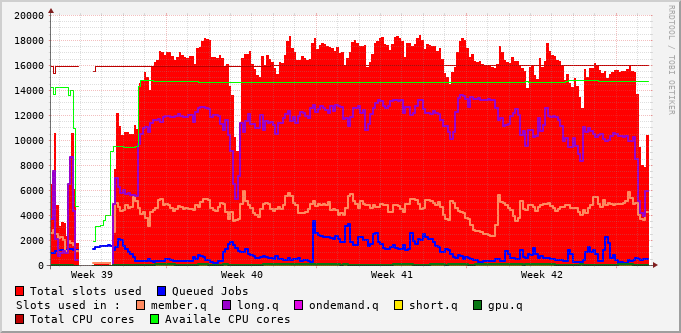 20000
18000
16000
14000
12000
10000
8000
6000
4000
2000
0
Week 39 Week 40 Week 41 Week 42
RRDTOOL / TOBI OETIKER
Total slots used Queued Jobs
Slots used in : member.q long.q ondemand.q short.q gpu.q
Total CPU cores Availale CPU cores